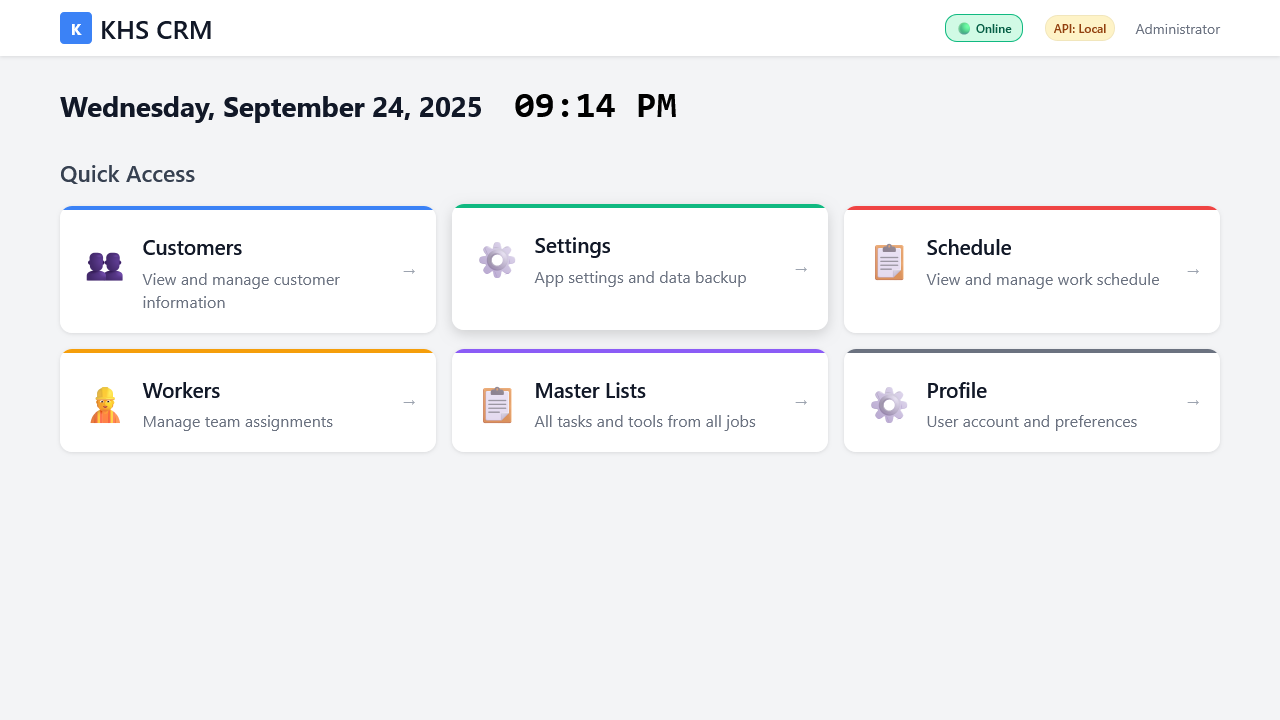 K KHS CRM
Online
API: Local
Administrator
Wednesday, September 24, 2025 09:14 PM
Quick Access
Customers
View and manage customer
information
→
Settings
App settings and data backup
→
Schedule
View and manage work schedule
→
Workers
Manage team assignments
→
Master Lists
All tasks and tools from all jobs
→
Profile
User account and preferences
→